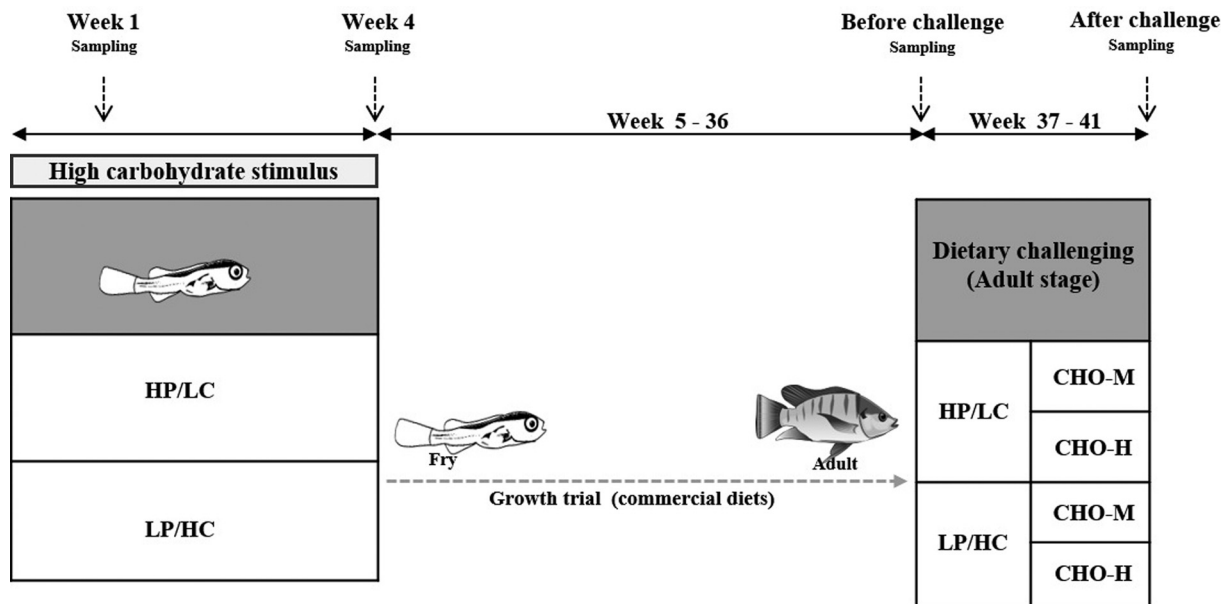 Week 1
Sampling
Week 4
Sampling
Before challenge
Sampling
After challenge
Sampling
Week 5 - 36
Week 37 - 41
High carbohydrate stimulus
HP/LC
LP/HC
Fry
Adult
Growth trial (commercial diets)
Dietary challenging
(Adult stage)
HP/LC
CHO-M
CHO-H
LP/HC
CHO-M
CHO-H